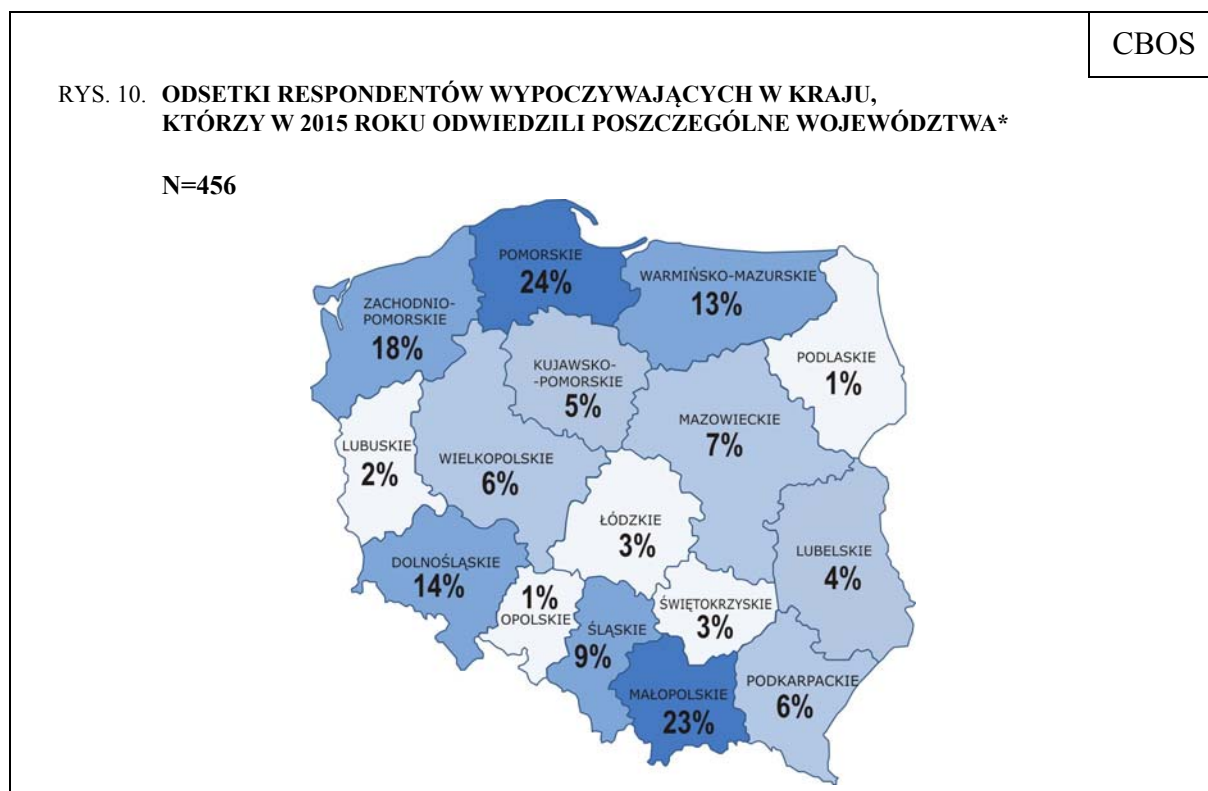 CBOS
RYS. 10. ODSETKI RESPONDENTÓW WYPOCZYWAJĄCYCH W KRAJU,
KTÓRZY W 2015 ROKU ODWIEDZILI POSZCZEGÓLNE WOJEWÓDZTWA*
N=456
POMORSKIE
24%
WARMIŃSKO-MAZURSKIE
13%
ZACHODNIO-
POMORSKIE
18%
PODLASKIE
1%
KUJAWSKO-
-POMORSKIE
5%
MAZOWIECKIE
7%
LUBUSKIE
2%
WIELKOPOLSKIE
6%
ŁÓDZKIE
3%
LUBELSKIE
4%
DOLNOŚLĄSKIE
14%
1%
OPOLSKIE
ŚLĄSKIE
9%
ŚWIĘTOKRZYSKIE
3%
MAŁOPOLSKIE
23%
PODKARPACKIE
6%